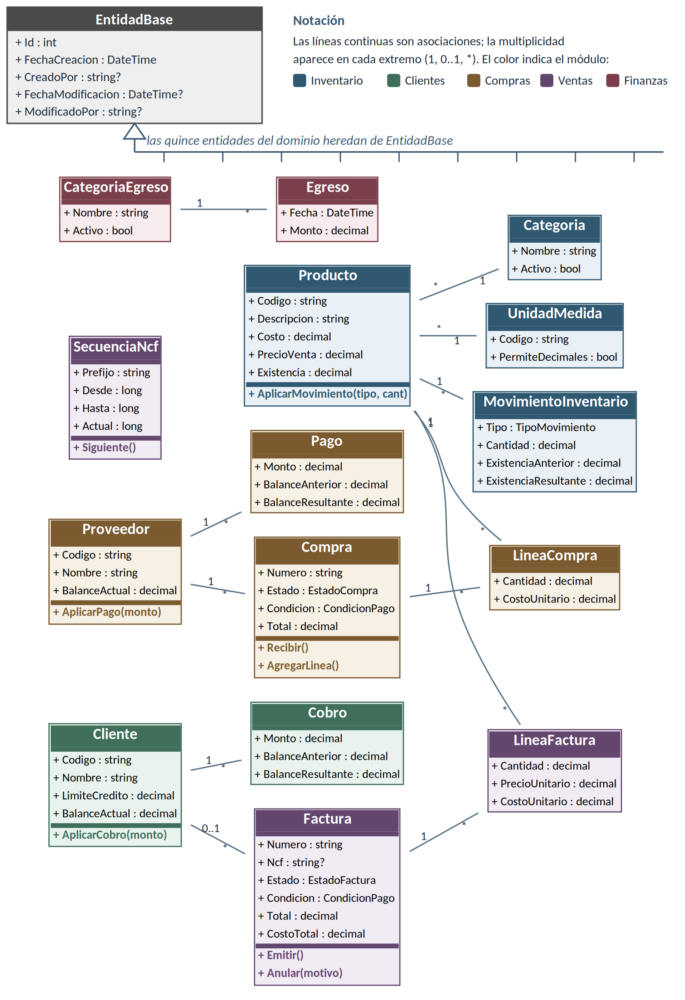 EntidadBase
+ Id : int
+ FechaCreacion : DateTime
+ CreadoPor : string?
+ FechaModificacion : DateTime?
+ ModificadoPor : string?
Notación
Las líneas continuas son asociaciones; la multiplicidad
aparece en cada extremo (1, 0..1, *). El color indica el módulo:
Inventario Clientes Compras Ventas Finanzas
las quince entidades del dominio heredan de EntidadBase
CategoriaEgreso
+ Nombre : string
+ Activo : bool
1
*
Egreso
+ Fecha : DateTime
+ Monto : decimal
Categoria
+ Nombre : string
+ Activo : bool
Producto
+ Codigo : string
+ Descripcion : string
+ Costo : decimal
+ PrecioVenta : decimal
+ Existencia : decimal
+ AplicarMovimiento(tipo, cant)
*
1
*
1
1
*
1
1
UnidadMedida
+ Codigo : string
+ PermiteDecimales : bool
SecuenciaNcf
+ Prefijo : string
+ Desde : long
+ Hasta : long
+ Actual : long
+ Siguiente()
MovimientoInventario
+ Tipo : TipoMovimiento
+ Cantidad : decimal
+ ExistenciaAnterior : decimal
+ ExistenciaResultante : decimal
Pago
+ Monto : decimal
+ BalanceAnterior : decimal
+ BalanceResultante : decimal
Proveedor
+ Codigo : string
+ Nombre : string
+ BalanceActual : decimal
+ AplicarPago(monto)
1
*
1
*
Compra
+ Numero : string
+ Estado : EstadoCompra
+ Condicion : CondicionPago
+ Total : decimal
+ Recibir()
+ AgregarLinea()
1
*
*
LineaCompra
+ Cantidad : decimal
+ CostoUnitario : decimal
Cobro
+ Monto : decimal
+ BalanceAnterior : decimal
+ BalanceResultante : decimal
Cliente
+ Codigo : string
+ Nombre : string
+ LimiteCredito : decimal
+ BalanceActual : decimal
+ AplicarCobro(monto)
1
*
0..1
*
*
LineaFactura
+ Cantidad : decimal
+ PrecioUnitario : decimal
+ CostoUnitario : decimal
Factura
+ Numero : string
+ Ncf : string?
+ Estado : EstadoFactura
+ Condicion : CondicionPago
+ Total : decimal
+ CostoTotal : decimal
+ Emitir()
+ Anular(motivo)
1
*